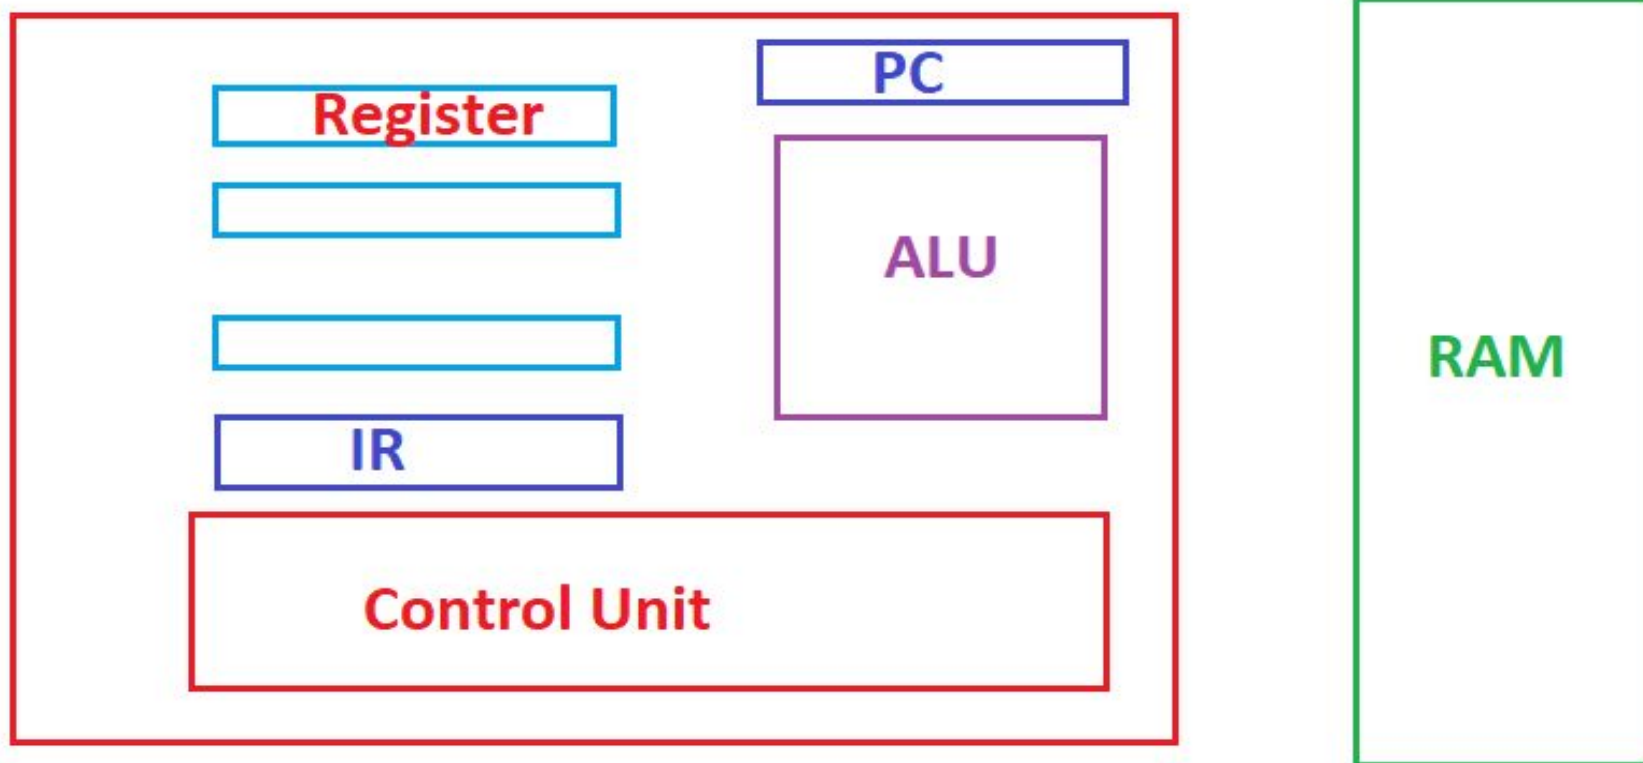 PC
Register
ALU
RAM
IR
Control Unit